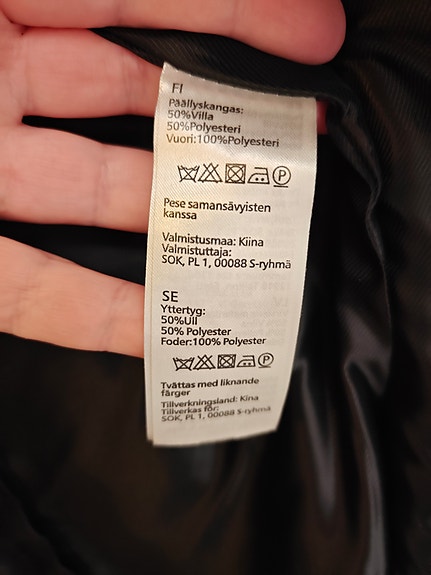 FI
Päällyskangas:
50%Villa
50%Polyesteri
Vuori:100%Polyesteri
P
Pese samansävyisten
kanssa
Valmistusmaa: Kiina
Valmistuttaja:
SOK, PL 1, 00088 S-ryhmä
SE
Yttertyg:
50%Ull
50% Polyester
Foder:100% Polyester
P
Tvättas med liknande
färger
Tillverkningsland: Kina
Tillverkas för:
SOK, PL 1, 00088 S-ryhmä